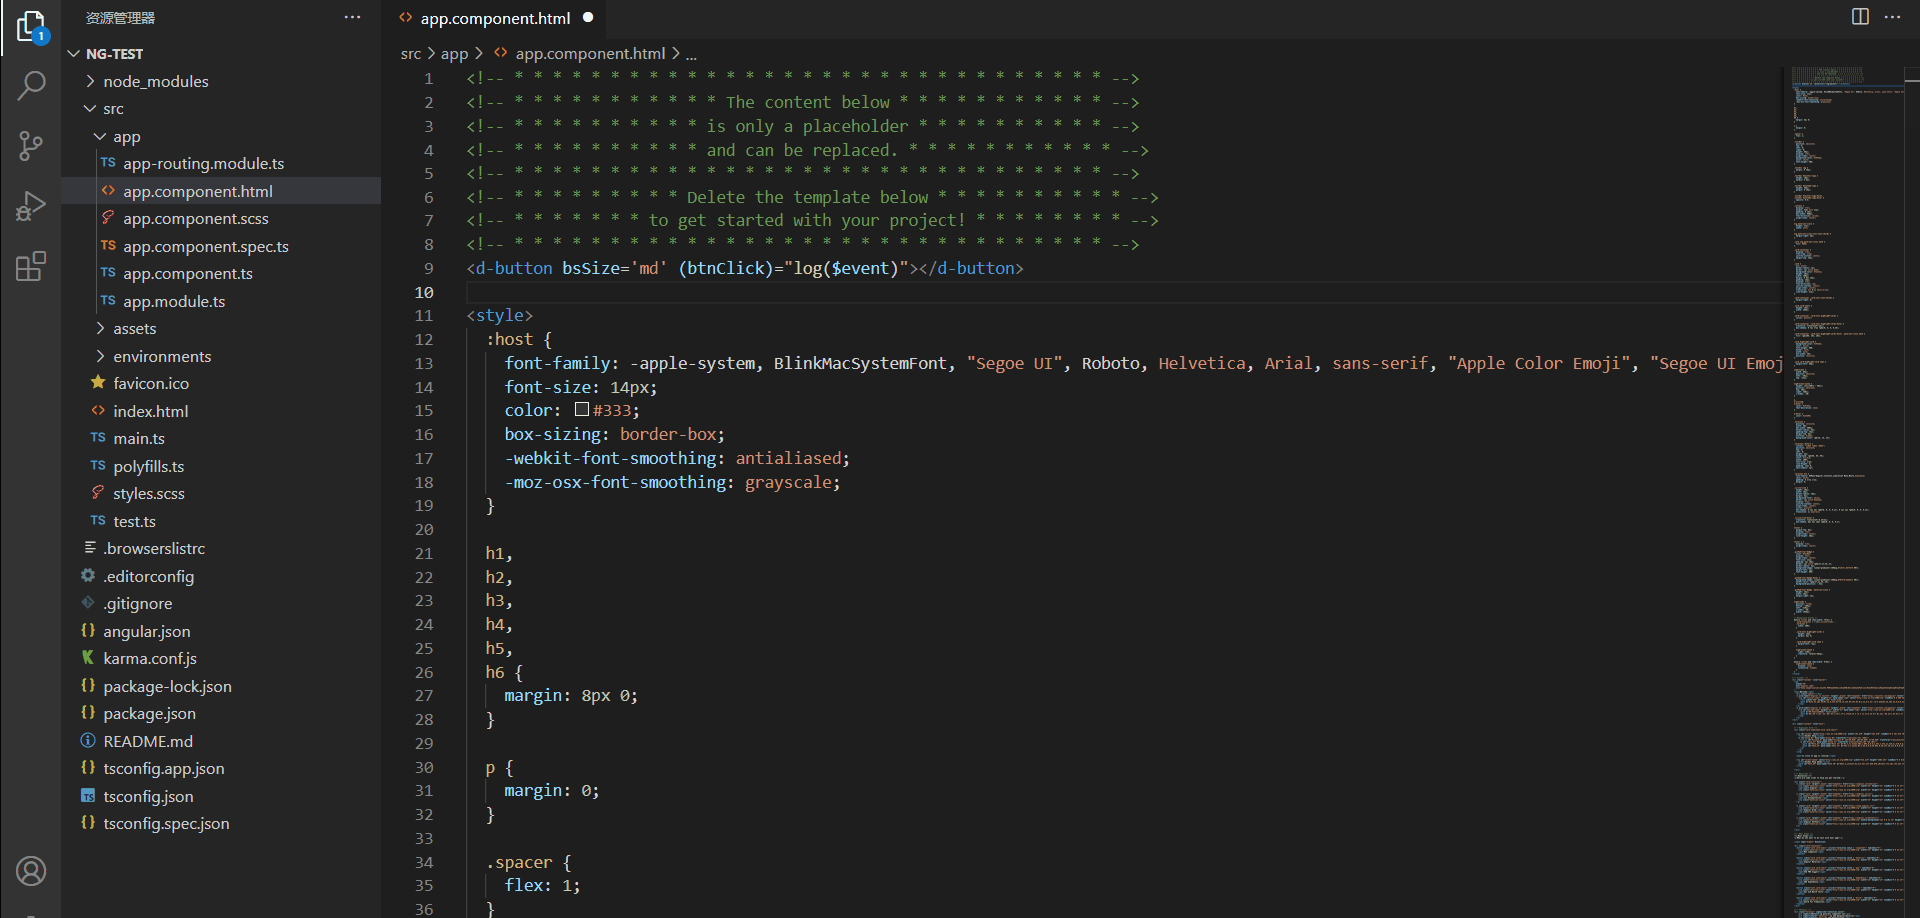 1
资源管理器
NG-TEST
node_modules
src
app
TS app-routing.module.ts
<> app.component.html
app.component.scss
TS app.component.spec.ts
TS app.component.ts
TS app.module.ts
assets
environments
favicon.ico
<> index.html
TS main.ts
TS polyfills.ts
styles.scss
TS test.ts
.browserslistrc
.editorconfig
.gitignore
{} angular.json
karma.conf.js
{} package-lock.json
{} package.json
README.md
{} tsconfig.app.json
TS tsconfig.json
{} tsconfig.spec.json
<> app.component.html
src > app > <> app.component.html > ...
1 <!-- * * * * * * * * * * * * * * * * * * * * * * * * * * * * * * * -->
2 <!-- * * * * * * * * * * * The content below * * * * * * * * * * * -->
3 <!-- * * * * * * * * * * is only a placeholder * * * * * * * * * * -->
4 <!-- * * * * * * * * * * and can be replaced. * * * * * * * * * * * -->
5 <!-- * * * * * * * * * * * * * * * * * * * * * * * * * * * * * * * -->
6 <!-- * * * * * * * * * Delete the template below * * * * * * * * * * -->
7 <!-- * * * * * * * to get started with your project! * * * * * * * * -->
8 <!-- * * * * * * * * * * * * * * * * * * * * * * * * * * * * * * * -->
9 <d-button bsSize='md' (btnClick)="log($event)"></d-button>
10
11 <style>
12 :host {
13 font-family: -apple-system, BlinkMacSystemFont, "Segoe UI", Roboto, Helvetica, Arial, sans-serif, "Apple Color Emoji", "Segoe UI Emoj
14 font-size: 14px;
15 color: #333;
16 box-sizing: border-box;
17 -webkit-font-smoothing: antialiased;
18 -moz-osx-font-smoothing: grayscale;
19 }
20
21 h1,
22 h2,
23 h3,
24 h4,
25 h5,
26 h6 {
27 margin: 8px 0;
28 }
29
30 p {
31 margin: 0;
32 }
33
34 .spacer {
35 flex: 1;
36 }